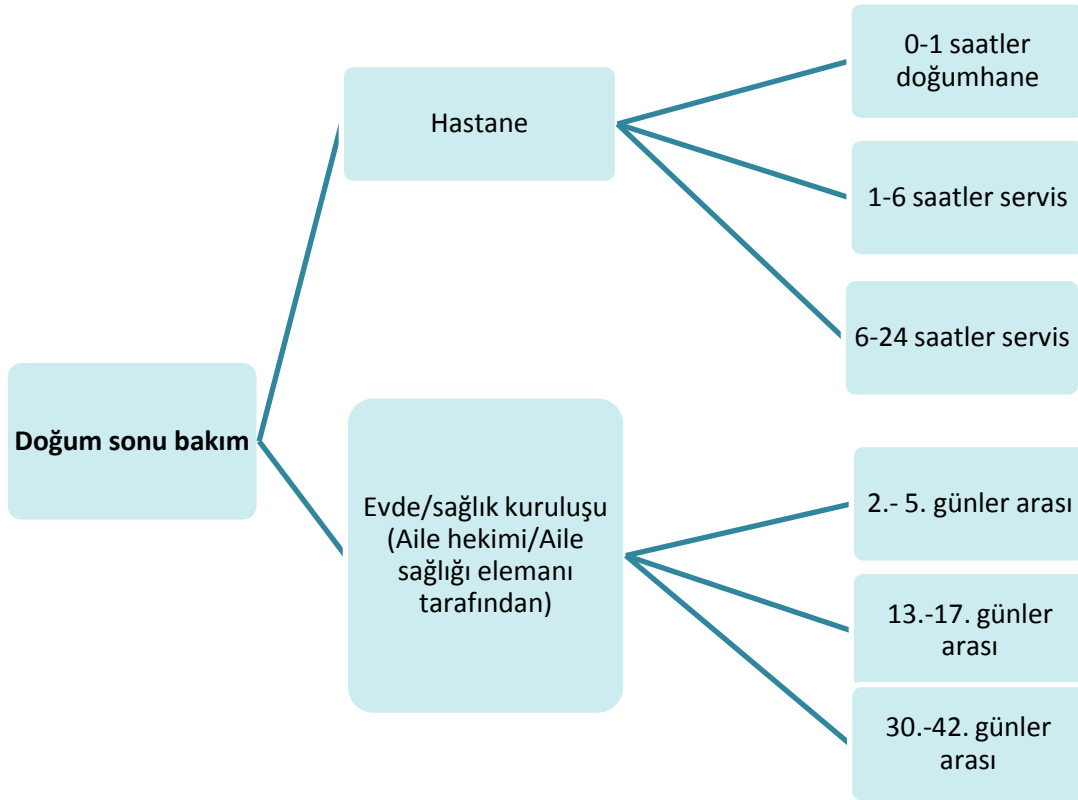 Doğum sonu bakım
Hastane
0-1 saatler
doğumhane
1-6 saatler servis
6-24 saatler servis
Evde/sağlık kuruluşu
(Aile hekimi/Aile
sağlığı elemanı
tarafından)
2.- 5. günler arası
13.-17. günler
arası
30.-42. günler
arası